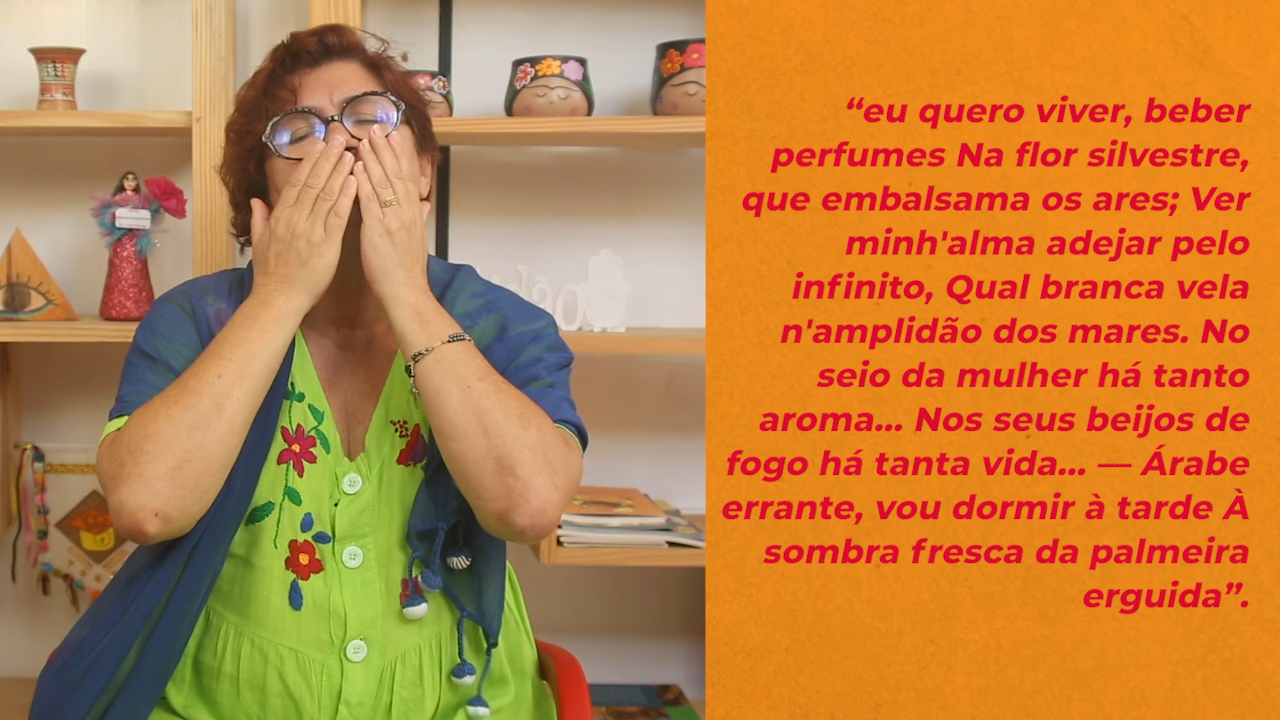 “eu quero viver, beber
perfumes Na flor silvestre,
que embalsama os ares; Ver
minh'alma adejar pelo
infinito, Qual branca vela
n'amplidão dos mares. No
seio da mulher há tanto
aroma... Nos seus beijos de
fogo há tanta vida... — Árabe
errante, vou dormir à tarde À
sombra fresca da palmeira
erguida”.